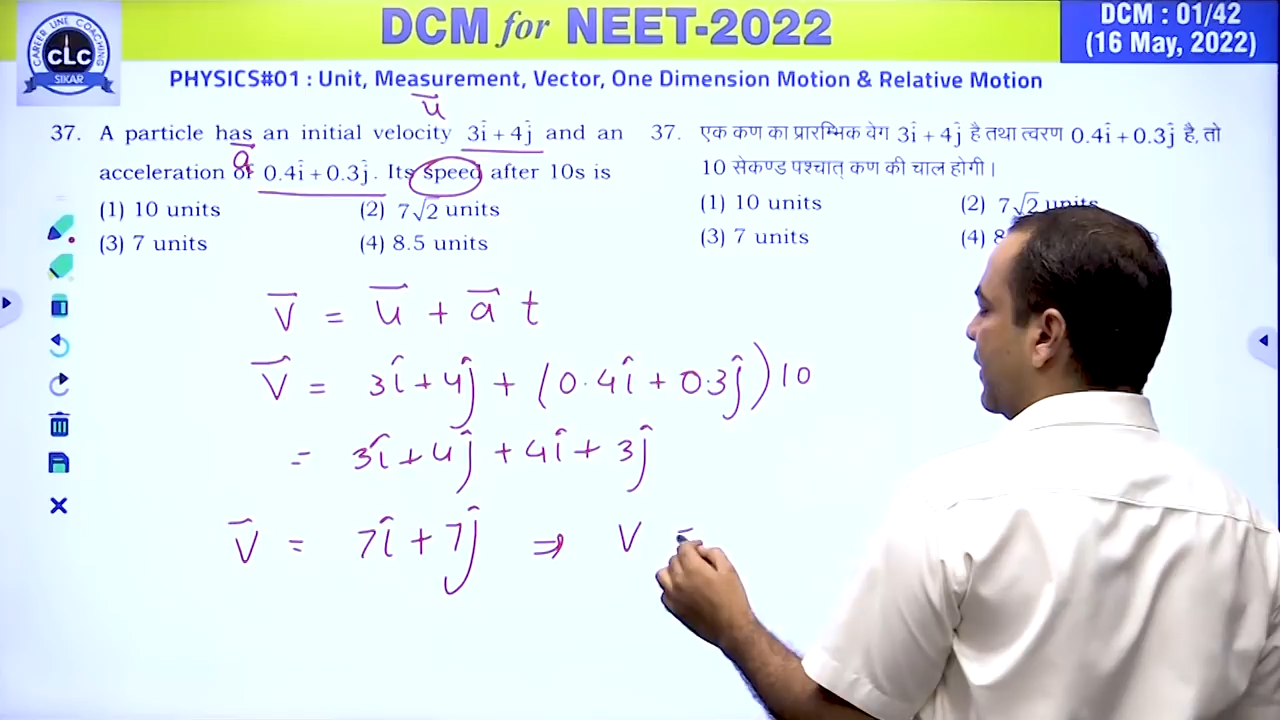 CAREER LINE COACHING
CLC
SIKAR
DCM for NEET-2022
DCM : 01/42
(16 May, 2022)
PHYSICS#01 : Unit, Measurement, Vector, One Dimension Motion & Relative Motion
u̅
37. A particle has an initial velocity 3î + 4ĵ and an
a̅
acceleration of 0.4î + 0.3ĵ. Its speed after 10s is
(1) 10 units (2) 7√2 units
(3) 7 units (4) 8.5 units
37. एक कण का प्रारम्भिक वेग 3î + 4ĵ है तथा त्वरण 0.4î + 0.3ĵ है, तो
10 सेकण्ड पश्चात् कण की चाल होगी।
(1) 10 units (2) 7√2 units
(3) 7 units (4) 8
v̅ = u̅ + a̅ t
v̅ = 3î + 4ĵ + (0.4î + 0.3ĵ) 10
= 3î + 4ĵ + 4î + 3ĵ
v̅ = 7î + 7ĵ ⇒ v =